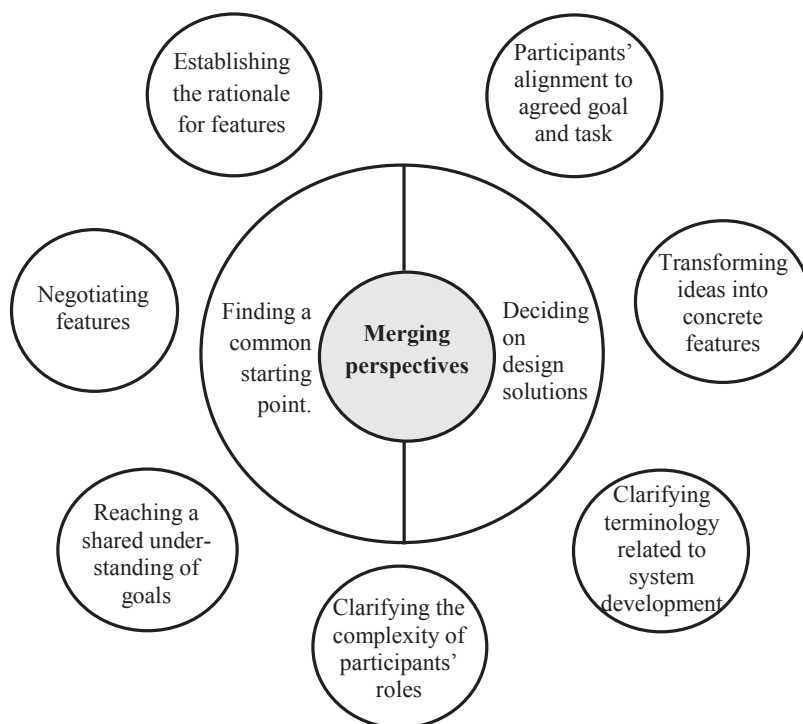 Establishing
the rationale
for features
Participants’
alignment to
agreed goal
and task
Negotiating
features
Finding a
common
starting
point.
Merging
perspectives
Deciding
on
design
solutions
Transforming
ideas into
concrete
features
Reaching a
shared under-
standing of
goals
Clarifying the
complexity of
participants’
roles
Clarifying
terminology
related to
system
development